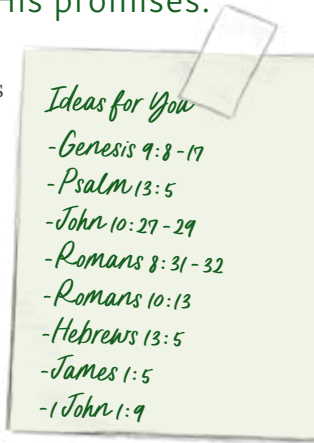 His promises.
s
Ideas for You
-Genesis 9:8-17
-Psalm 13:5
-John 10:27-29
-Romans 8:31-32
-Romans 10:13
-Hebrews 13:5
-James 1:5
-1 John 1:9